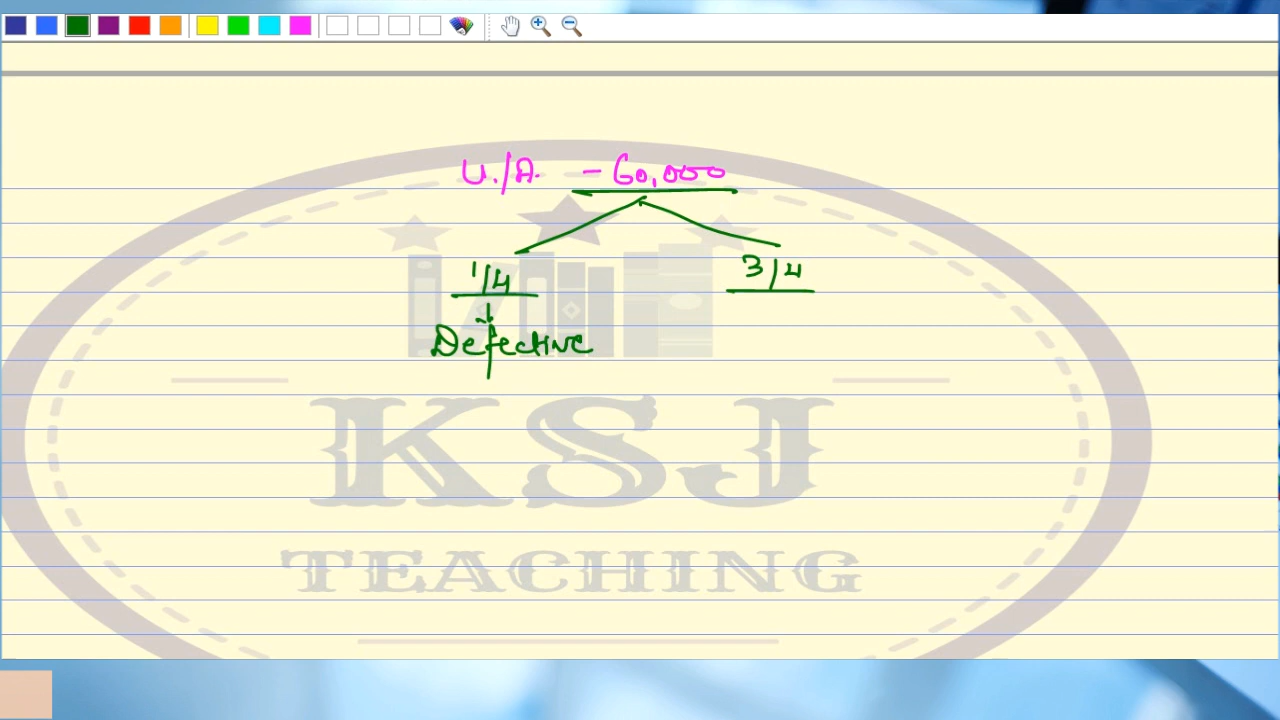 U./A. - 60,000
1/4 3/4
Defective
KSJ
TEACHING